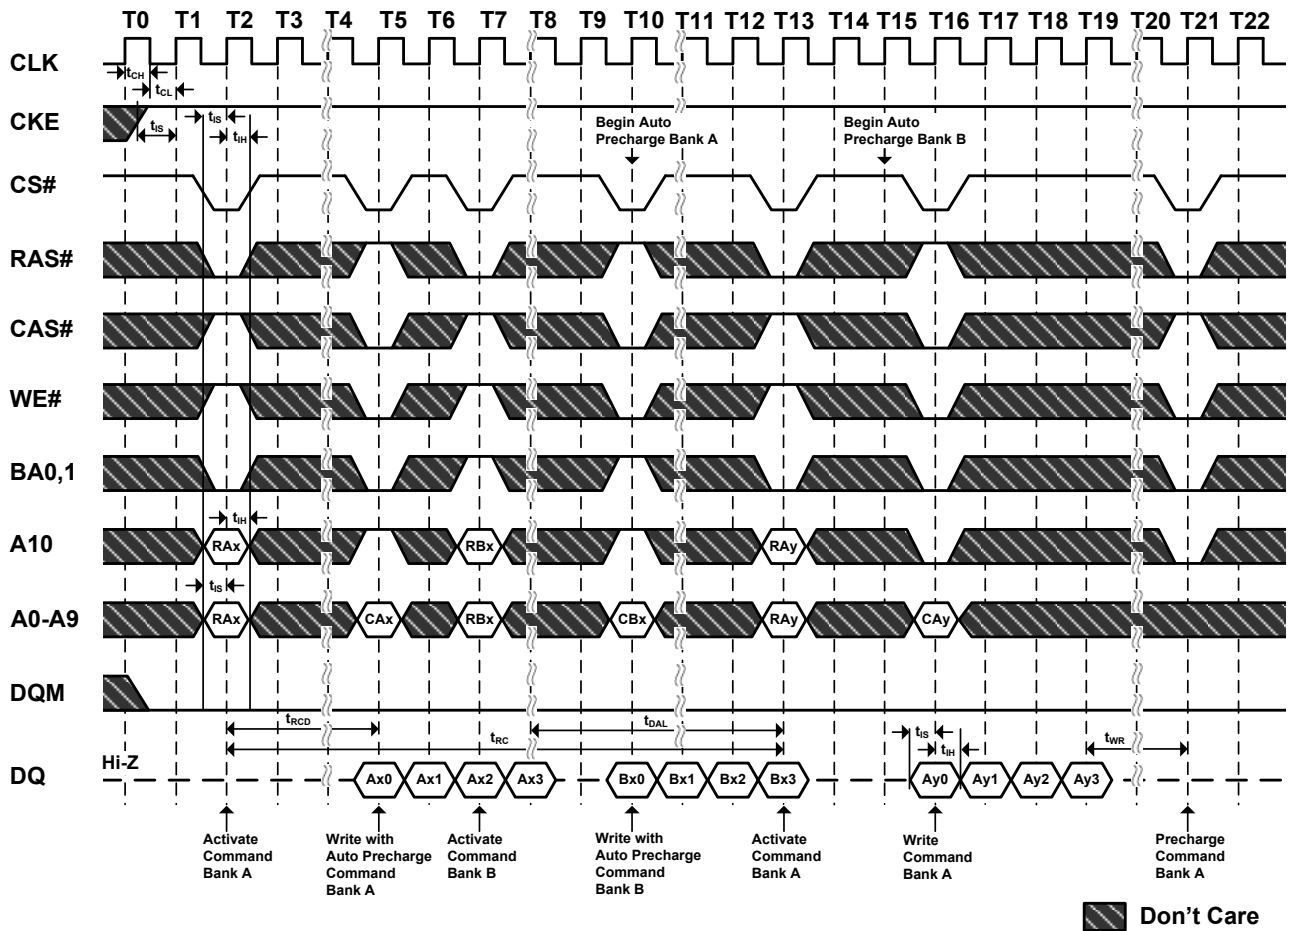 T0 T1 T2 T3 T4 T5 T6 T7 T8 T9 T10 T11 T12 T13 T14 T15 T16 T17 T18 T19 T20 T21 T22
CLK
tCH
tCL
CKE
tIS
tIS
tIH
Begin Auto
Precharge Bank A
Begin Auto
Precharge Bank B
CS#
RAS#
CAS#
WE#
BA0,1
tIH
A10
RAx
RBx
RAy
tIS
A0-A9
RAx
CAx
RBx
CBx
RAy
CAy
DQM
tRCD
tDAL
tRC
tIS
tIH
tWR
Hi-Z
DQ
Ax0 Ax1 Ax2 Ax3 Bx0 Bx1 Bx2 Bx3 Ay0 Ay1 Ay2 Ay3
Activate
Command
Bank A
Write with
Auto Precharge
Command
Bank A
Activate
Command
Bank B
Write with
Auto Precharge
Command
Bank B
Activate
Command
Bank A
Write
Command
Bank A
Precharge
Command
Bank A
Don't Care